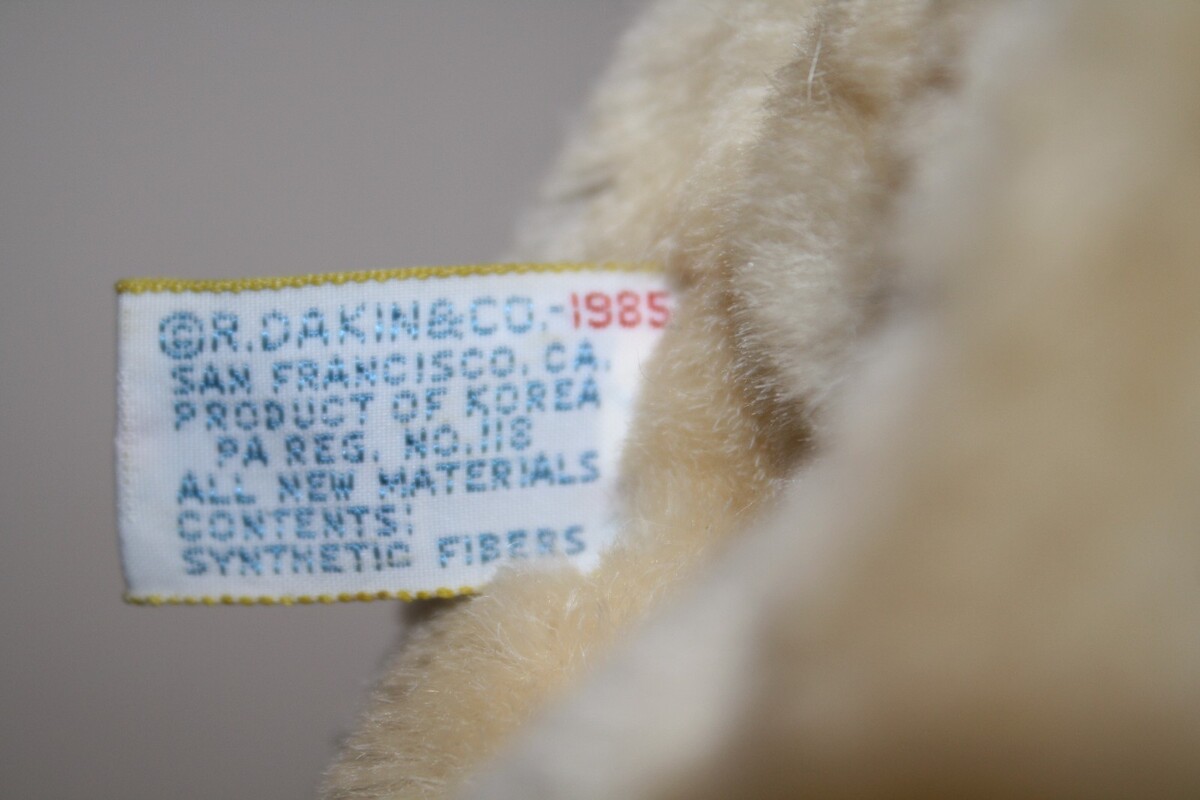 ©R.DAKIN&CO.-1985
SAN FRANCISCO, CA.
PRODUCT OF KOREA
PA REG. NO.118
ALL NEW MATERIALS
CONTENTS:
SYNTHETIC FIBERS